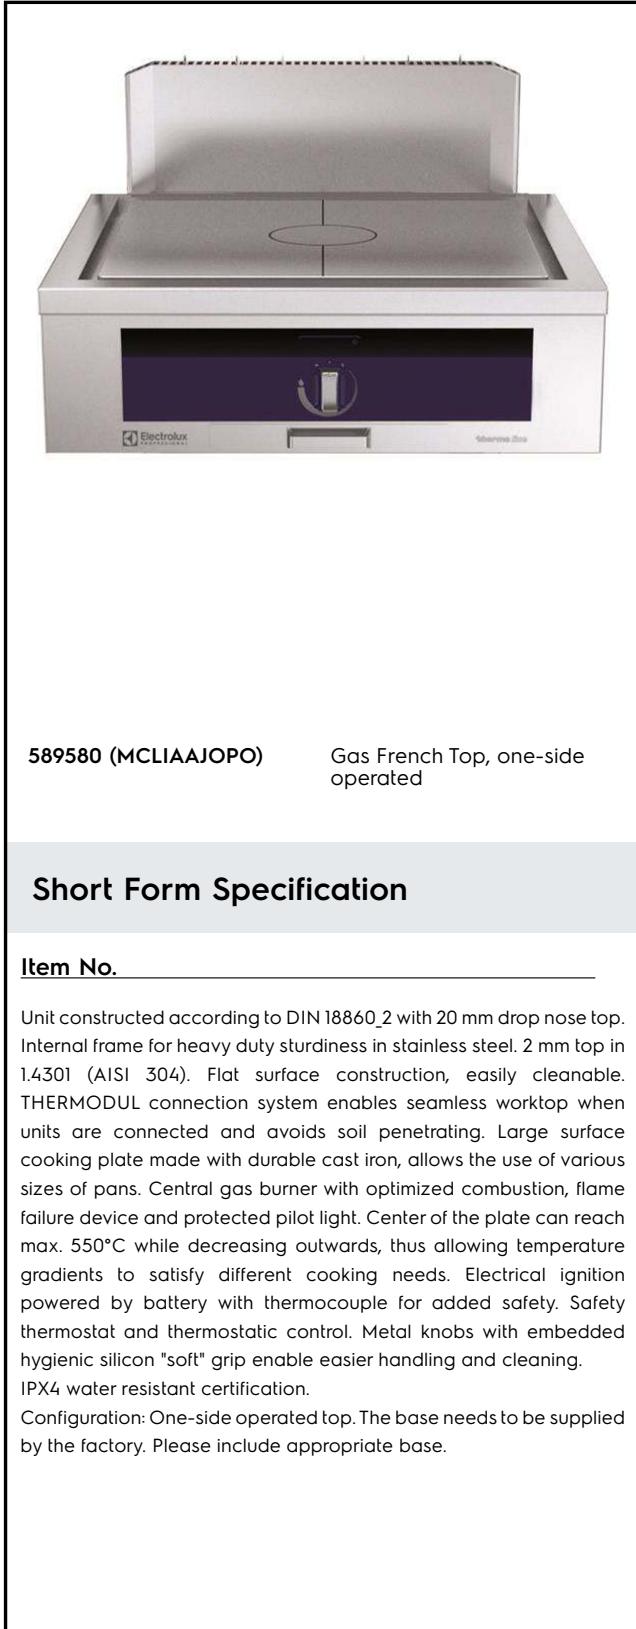 Electrolux
PROFESSIONAL
thermaline
589580 (MCLIAAJOPO)
Gas French Top, one-side
operated
Short Form Specification
Item No.
Unit constructed according to DIN 18860_2 with 20 mm drop nose top.
Internal frame for heavy duty sturdiness in stainless steel. 2 mm top in
1.4301 (AISI 304). Flat surface construction, easily cleanable.
THERMODUL connection system enables seamless worktop when
units are connected and avoids soil penetrating. Large surface
cooking plate made with durable cast iron, allows the use of various
sizes of pans. Central gas burner with optimized combustion, flame
failure device and protected pilot light. Center of the plate can reach
max. 550°C while decreasing outwards, thus allowing temperature
gradients to satisfy different cooking needs. Electrical ignition
powered by battery with thermocouple for added safety. Safety
thermostat and thermostatic control. Metal knobs with embedded
hygienic silicon "soft" grip enable easier handling and cleaning.
IPX4 water resistant certification.
Configuration: One-side operated top. The base needs to be supplied
by the factory. Please include appropriate base.